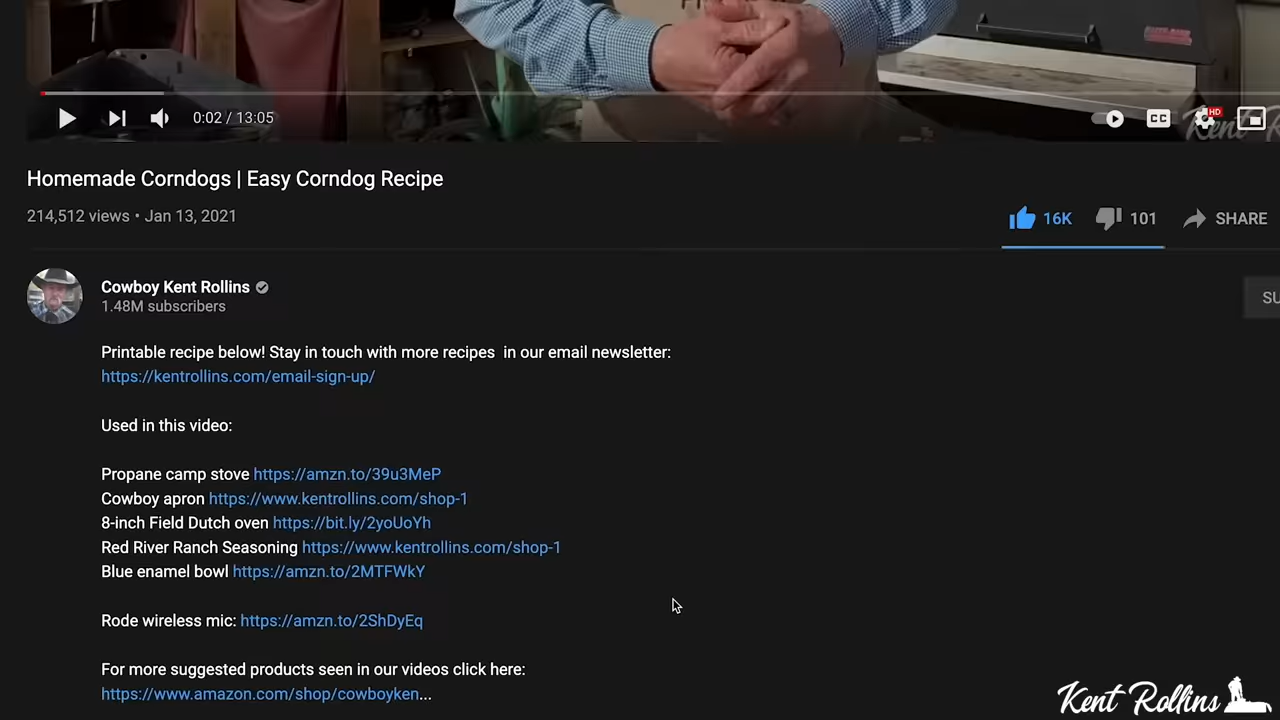 0:02 / 13:05
CC
HD
Kent
Homemade Corndogs | Easy Corndog Recipe
214,512 views • Jan 13, 2021
16K
101
SHARE
Cowboy Kent Rollins
1.48M subscribers
SU
Printable recipe below! Stay in touch with more recipes  in our email newsletter:
https://kentrollins.com/email-sign-up/
Used in this video:
Propane camp stove https://amzn.to/39u3MeP
Cowboy apron https://www.kentrollins.com/shop-1
8-inch Field Dutch oven https://bit.ly/2yoUoYh
Red River Ranch Seasoning https://www.kentrollins.com/shop-1
Blue enamel bowl https://amzn.to/2MTFWkY
Rode wireless mic: https://amzn.to/2ShDyEq
For more suggested products seen in our videos click here:
https://www.amazon.com/shop/cowboyken...
Kent Rollins